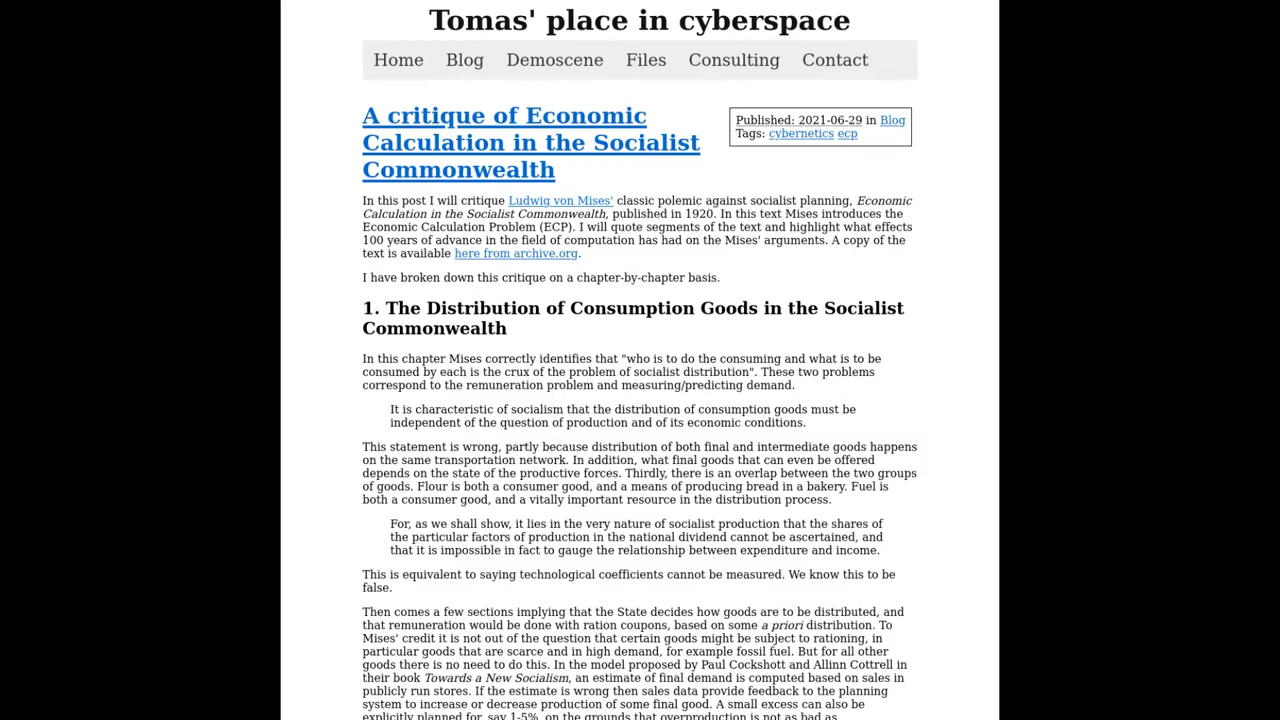 Tomas' place in cyberspace
Home Blog Demoscene Files Consulting Contact
A critique of Economic
Calculation in the Socialist
Commonwealth
Published: 2021-06-29 in Blog
Tags: cybernetics ecp
In this post I will critique Ludwig von Mises' classic polemic against socialist planning, Economic
Calculation in the Socialist Commonwealth, published in 1920. In this text Mises introduces the
Economic Calculation Problem (ECP). I will quote segments of the text and highlight what effects
100 years of advance in the field of computation has had on the Mises' arguments. A copy of the
text is available here from archive.org.
I have broken down this critique on a chapter-by-chapter basis.
1. The Distribution of Consumption Goods in the Socialist
Commonwealth
In this chapter Mises correctly identifies that "who is to do the consuming and what is to be
consumed by each is the crux of the problem of socialist distribution". These two problems
correspond to the remuneration problem and measuring/predicting demand.
It is characteristic of socialism that the distribution of consumption goods must be
independent of the question of production and of its economic conditions.
This statement is wrong, partly because distribution of both final and intermediate goods happens
on the same transportation network. In addition, what final goods that can even be offered
depends on the state of the productive forces. Thirdly, there is an overlap between the two groups
of goods. Flour is both a consumer good, and a means of producing bread in a bakery. Fuel is
both a consumer good, and a vitally important resource in the distribution process.
For, as we shall show, it lies in the very nature of socialist production that the shares of
the particular factors of production in the national dividend cannot be ascertained, and
that it is impossible in fact to gauge the relationship between expenditure and income.
This is equivalent to saying technological coefficients cannot be measured. We know this to be
false.
Then comes a few sections implying that the State decides how goods are to be distributed, and
that remuneration would be done with ration coupons, based on some a priori distribution. To
Mises' credit it is not out of the question that certain goods might be subject to rationing, in
particular goods that are scarce and in high demand, for example fossil fuel. But for all other
goods there is no need to do this. In the model proposed by Paul Cockshott and Allinn Cottrell in
their book Towards a New Socialism, an estimate of final demand is computed based on sales in
publicly run stores. If the estimate is wrong then sales data provide feedback to the planning
system to increase or decrease production of some final good. A small excess can also be
explicitly planned for, say 1-5%, on the grounds that overproduction is not as bad as